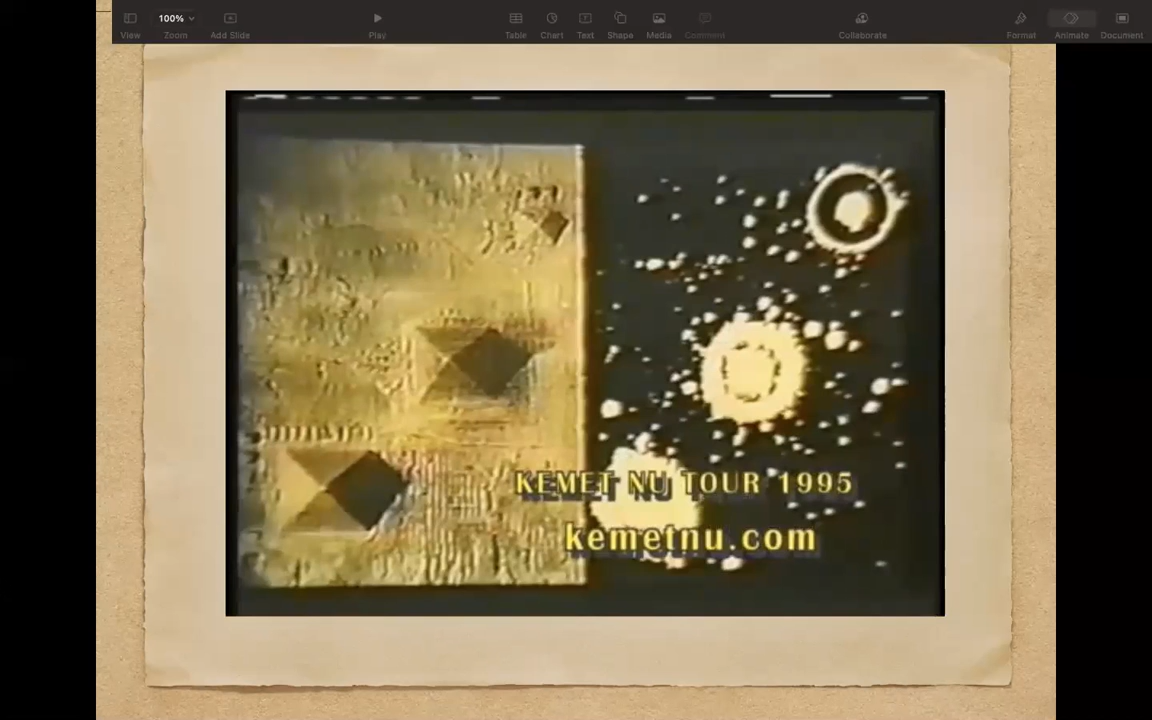 100%
View
Zoom
Add Slide
Play
Table
Chart
Text
Shape
Media
Comment
Collaborate
Format
Animate
Document
KEMET NU TOUR 1995
kemetnu.com